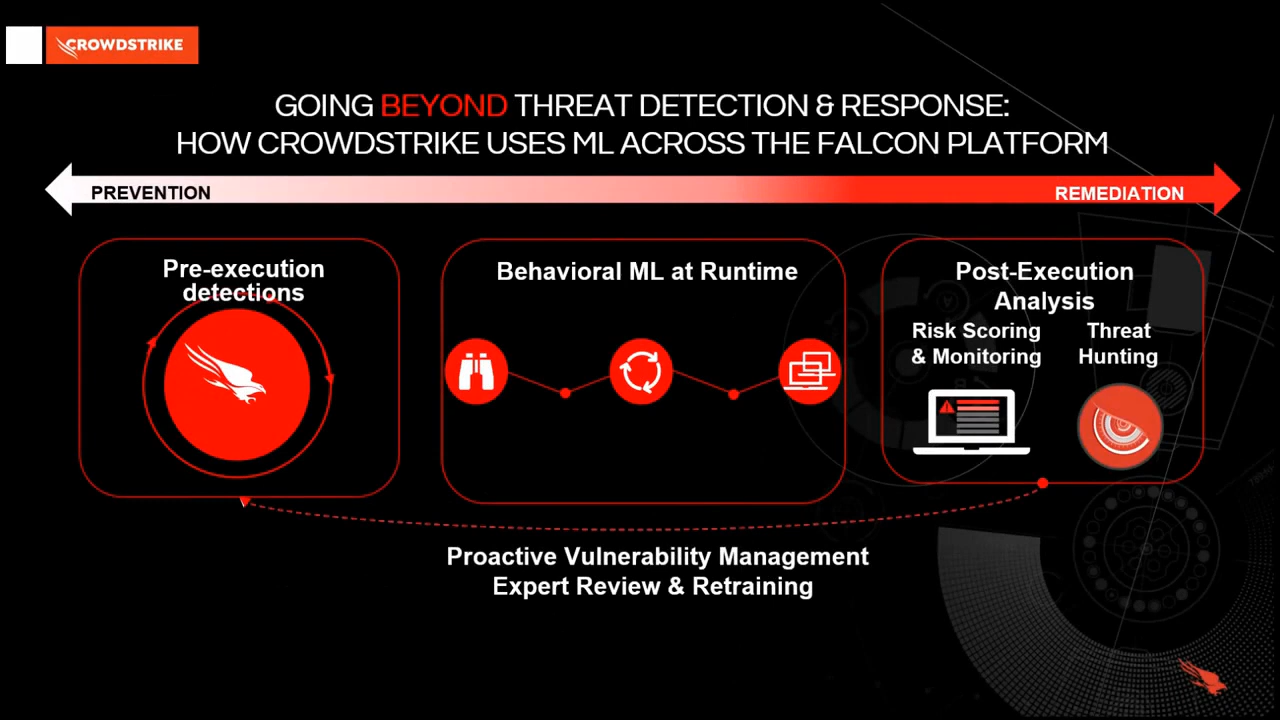 CROWDSTRIKE
GOING BEYOND THREAT DETECTION & RESPONSE:
HOW CROWDSTRIKE USES ML ACROSS THE FALCON PLATFORM
PREVENTION
REMEDIATION
Pre-execution
detections
Behavioral ML at Runtime
Post-Execution
Analysis
Risk Scoring
& Monitoring
Threat
Hunting
Proactive Vulnerability Management
Expert Review & Retraining